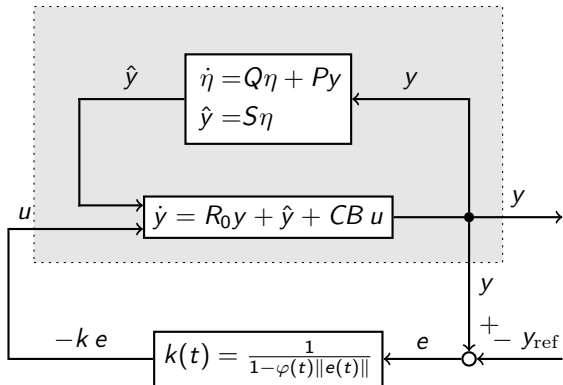 ŷ
η̇ = Qη + Py
ŷ = Sη
y
ẏ = R₀y + ŷ + CB u
u
y
y
−k e
k(t) = 1/(1−φ(t)‖e(t)‖)
e
+
− y_ref